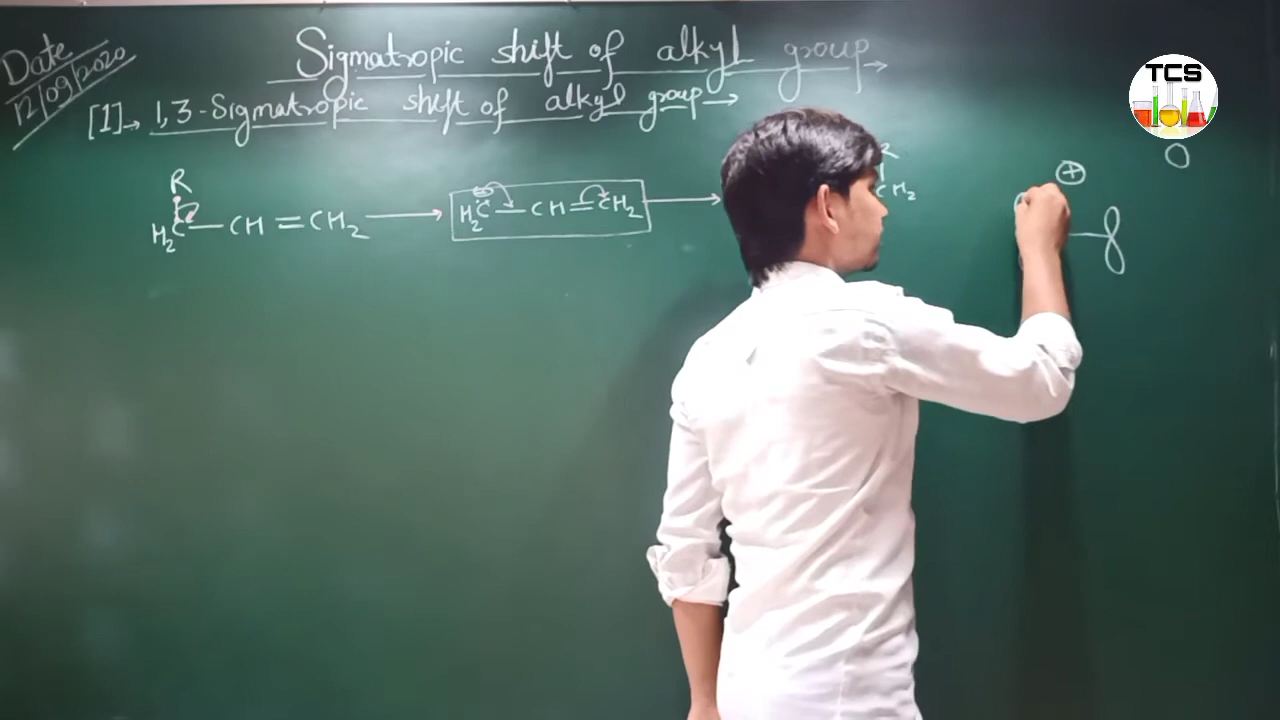 Date
12/09/2020
Sigmatropic shift of alkyl group→
[1]→ 1,3-Sigmatropic shift of alkyl group→
TCS
R
H₂C—CH=CH₂ → H₂C̈—CH=CH₂ →
R
CH₂
⊕